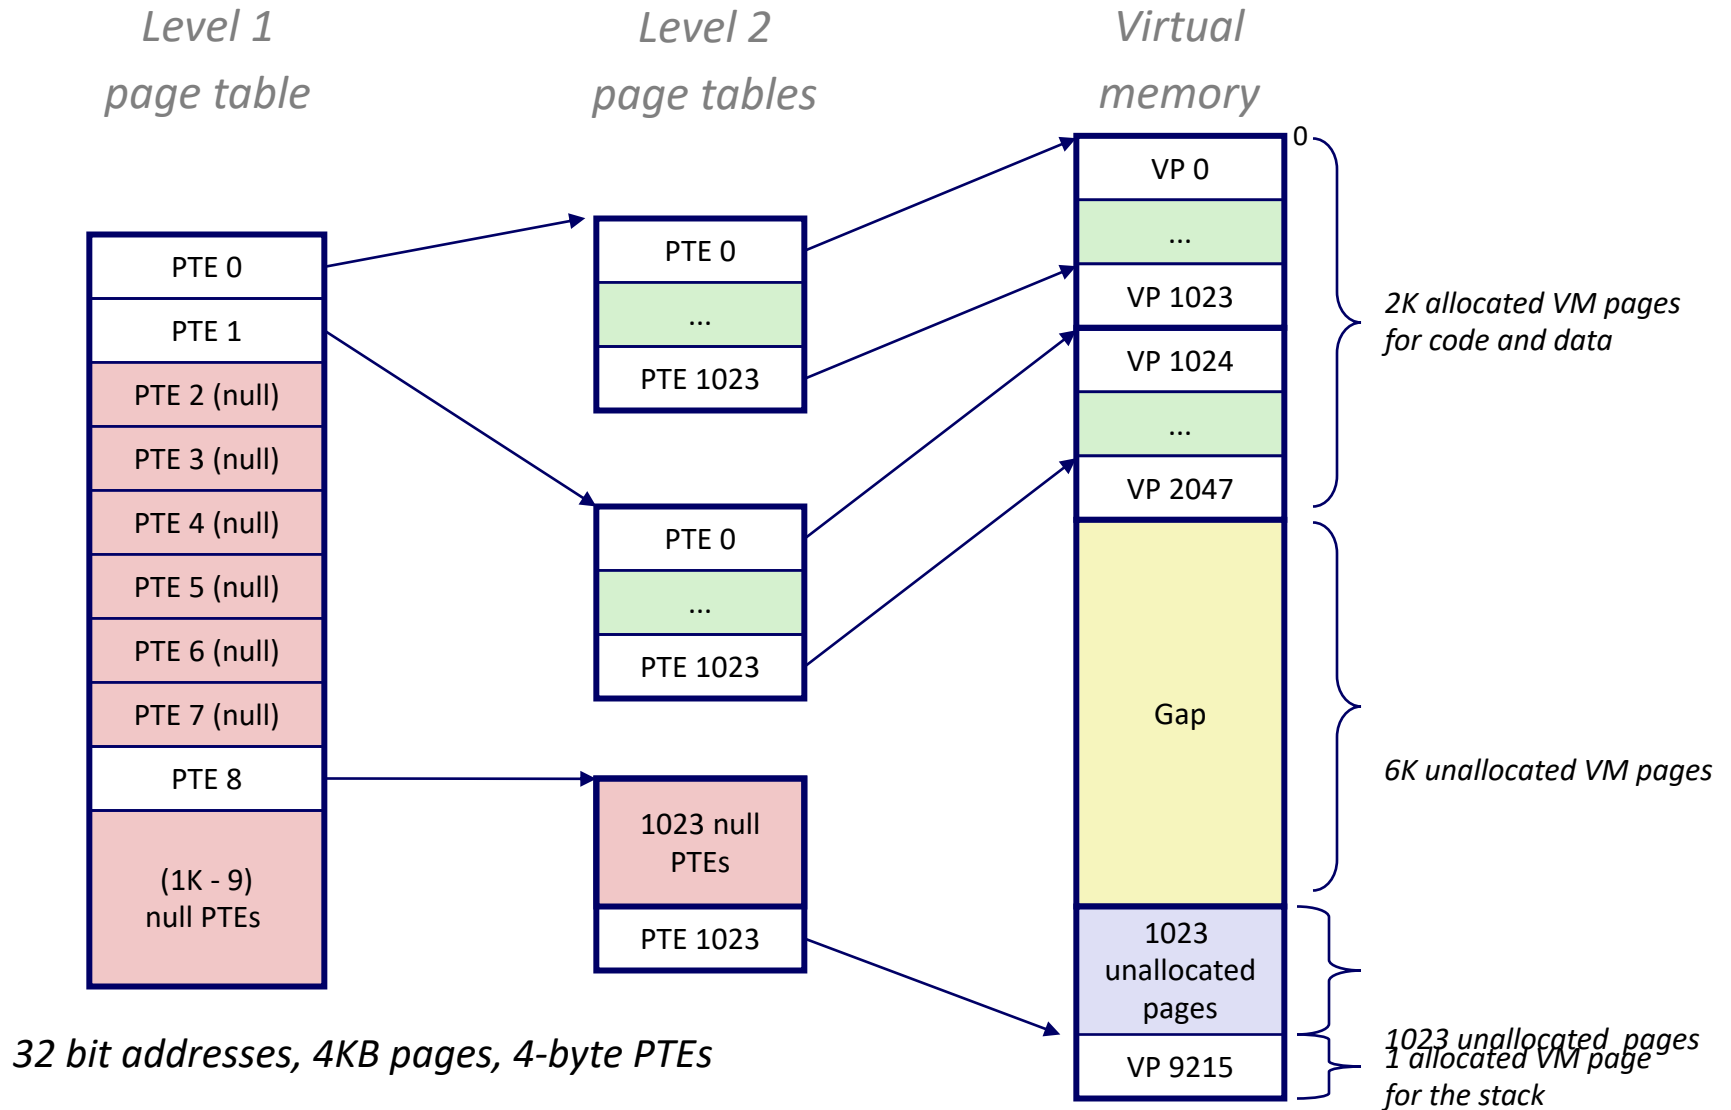 Level 1
page table
Level 2
page tables
Virtual
memory
PTE 0
PTE 1
PTE 2 (null)
PTE 3 (null)
PTE 4 (null)
PTE 5 (null)
PTE 6 (null)
PTE 7 (null)
PTE 8
(1K - 9)
null PTEs
PTE 0
...
PTE 1023
PTE 0
...
PTE 1023
1023 null
PTEs
PTE 1023
0
VP 0
...
VP 1023
VP 1024
...
VP 2047
Gap
1023
unallocated
pages
VP 9215
2K allocated VM pages
for code and data
6K unallocated VM pages
1023 unallocated pages
1 allocated VM page
for the stack
32 bit addresses, 4KB pages, 4-byte PTEs